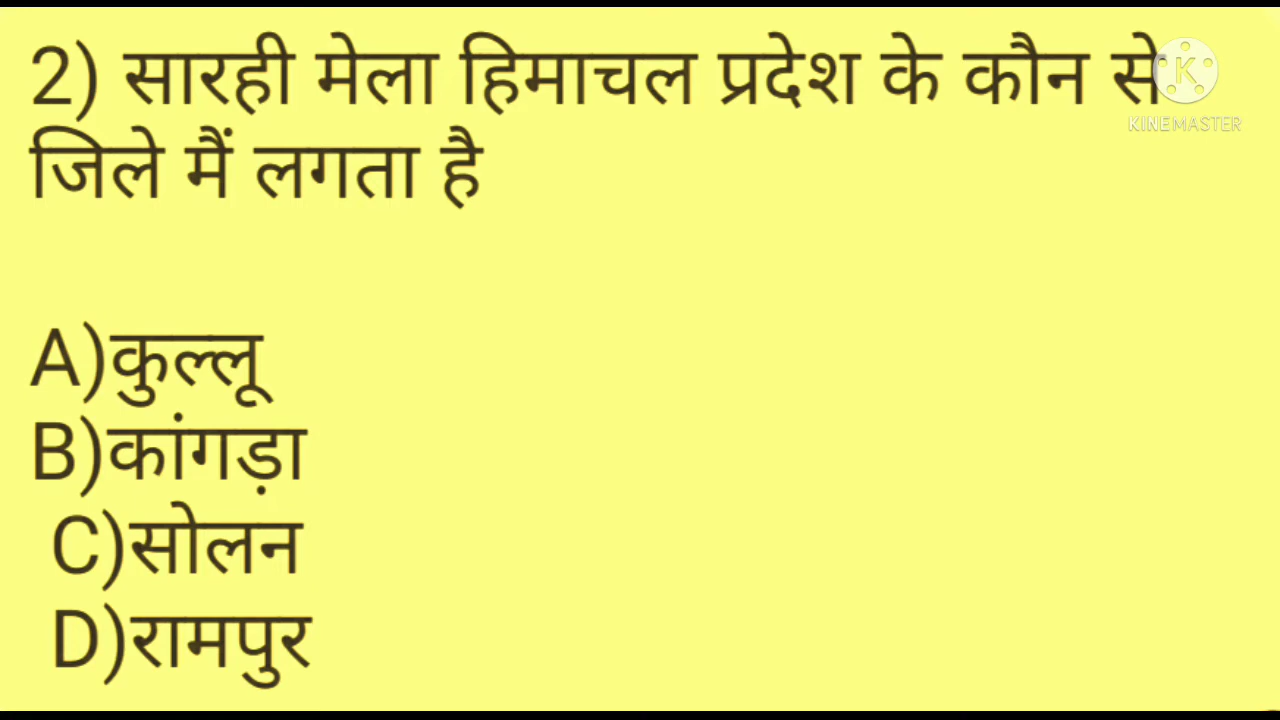 2) सारही मेला हिमाचल प्रदेश के कौन से
जिले मैं लगता है
A)कुल्लू
B)कांगड़ा
C)सोलन
D)रामपुर
K
KINEMASTER